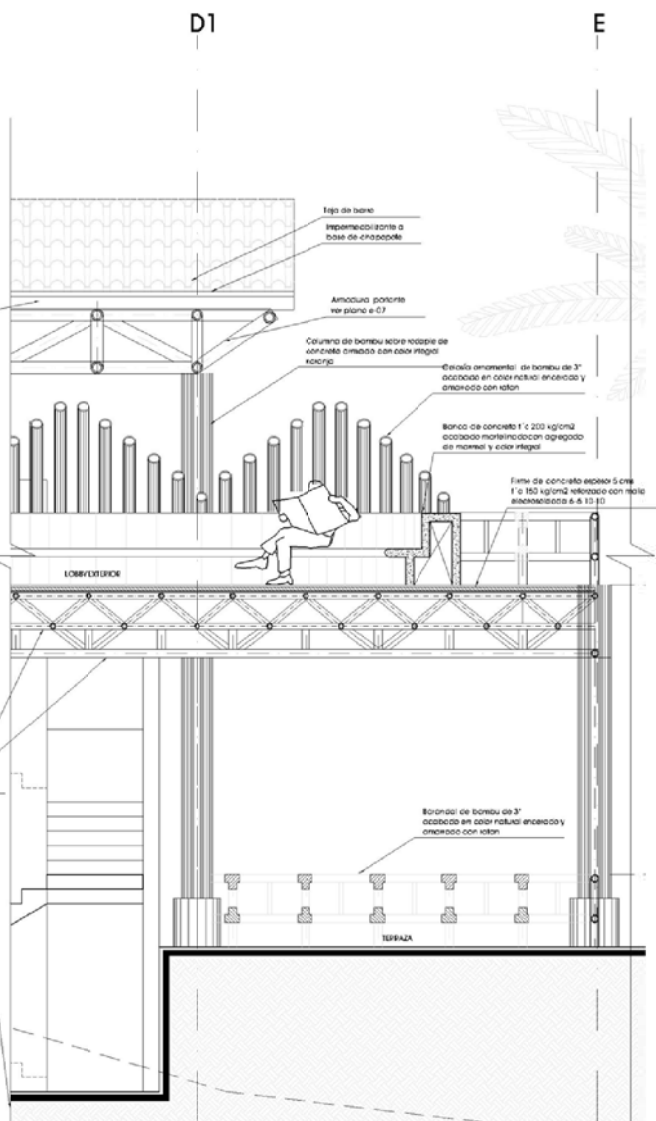 D1
E
Teja de barro
Impermeabilizante a
base de chapopote
Armadura portante
ver plano e-07
Columna de bambu sobre rodapie de
concreto armado con color integral
naranja
Celosia ornamental de bambu de 3"
acabado en color natural encerado y
amarrado con ratan
Banca de concreto f´c 200 kg/cm2
acabado martelinado con agregado
de marmol y color integral
Firme de concreto espesor 5 cms
f´c 150 kg/cm2 reforzado con malla
electrosoldada 6-6 10-10
LOBBY EXTERIOR
Barandal de bambu de 3"
acabado en color natural encerado y
amarrado con ratan
TERRAZA